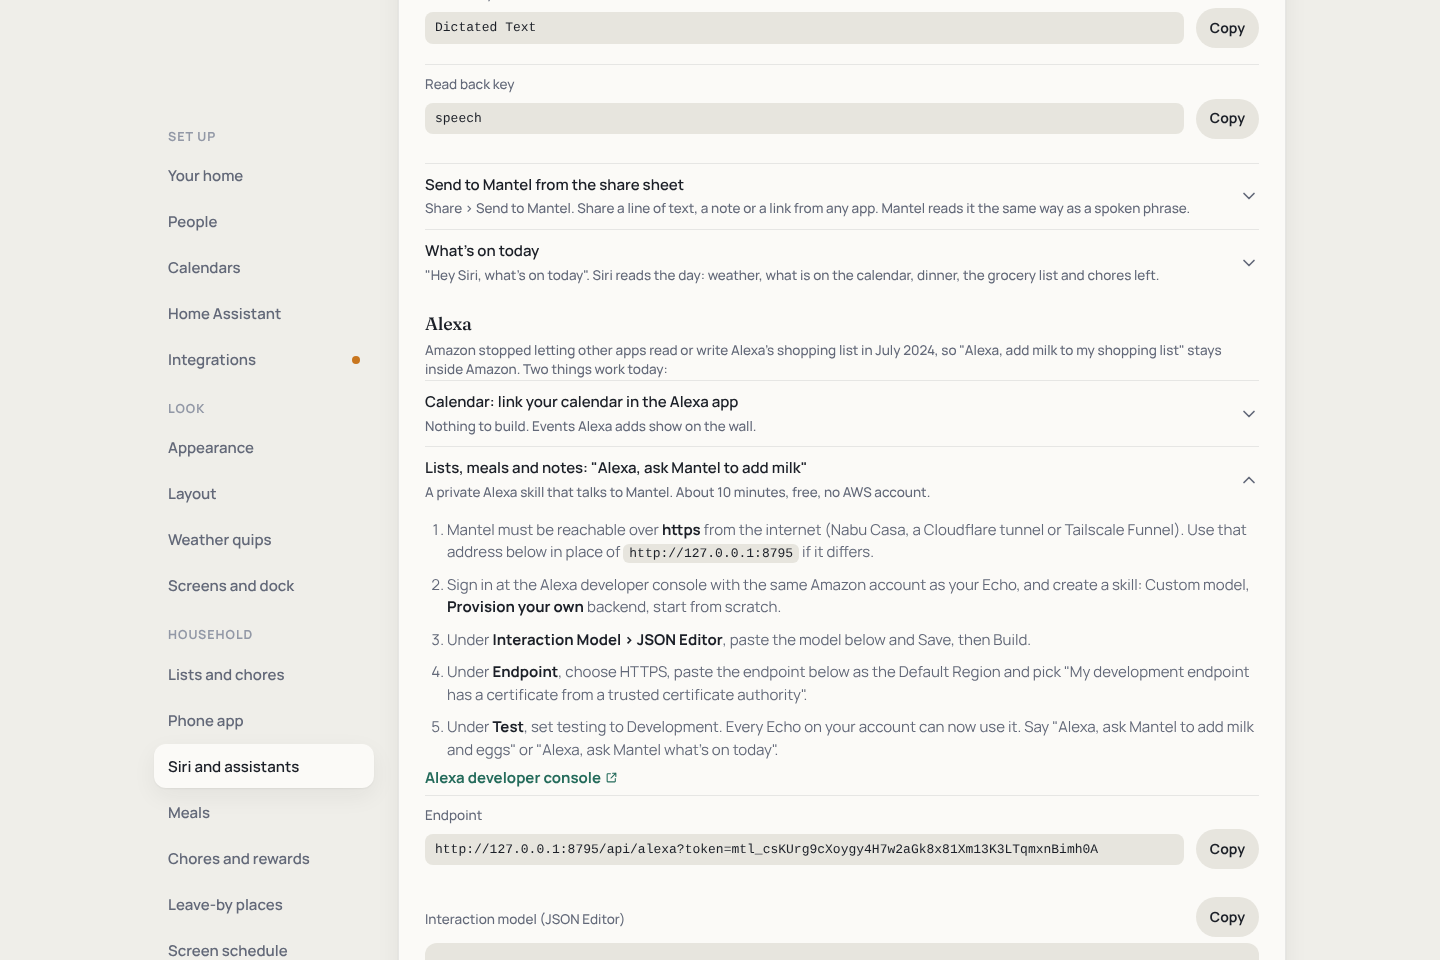 Dictated Text
Copy
Read back key
speech
Copy
SET UP
Your home
People
Calendars
Home Assistant
Integrations
LOOK
Appearance
Layout
Weather quips
Screens and dock
HOUSEHOLD
Lists and chores
Phone app
Siri and assistants
Meals
Chores and rewards
Leave-by places
Screen schedule
Send to Mantel from the share sheet
Share › Send to Mantel. Share a line of text, a note or a link from any app. Mantel reads it the same way as a spoken phrase.
What's on today
"Hey Siri, what's on today". Siri reads the day: weather, what is on the calendar, dinner, the grocery list and chores left.
Alexa
Amazon stopped letting other apps read or write Alexa's shopping list in July 2024, so "Alexa, add milk to my shopping list" stays
inside Amazon. Two things work today:
Calendar: link your calendar in the Alexa app
Nothing to build. Events Alexa adds show on the wall.
Lists, meals and notes: "Alexa, ask Mantel to add milk"
A private Alexa skill that talks to Mantel. About 10 minutes, free, no AWS account.
1. Mantel must be reachable over https from the internet (Nabu Casa, a Cloudflare tunnel or Tailscale Funnel). Use that
address below in place of http://127.0.0.1:8795 if it differs.
2. Sign in at the Alexa developer console with the same Amazon account as your Echo, and create a skill: Custom model,
Provision your own backend, start from scratch.
3. Under Interaction Model › JSON Editor, paste the model below and Save, then Build.
4. Under Endpoint, choose HTTPS, paste the endpoint below as the Default Region and pick "My development endpoint
has a certificate from a trusted certificate authority".
5. Under Test, set testing to Development. Every Echo on your account can now use it. Say "Alexa, ask Mantel to add milk
and eggs" or "Alexa, ask Mantel what's on today".
Alexa developer console
Endpoint
http://127.0.0.1:8795/api/alexa?token=mtl_csKUrg9cXoygy4H7w2aGk8x81Xm13K3LTqmxnBimh0A
Copy
Interaction model (JSON Editor)
Copy